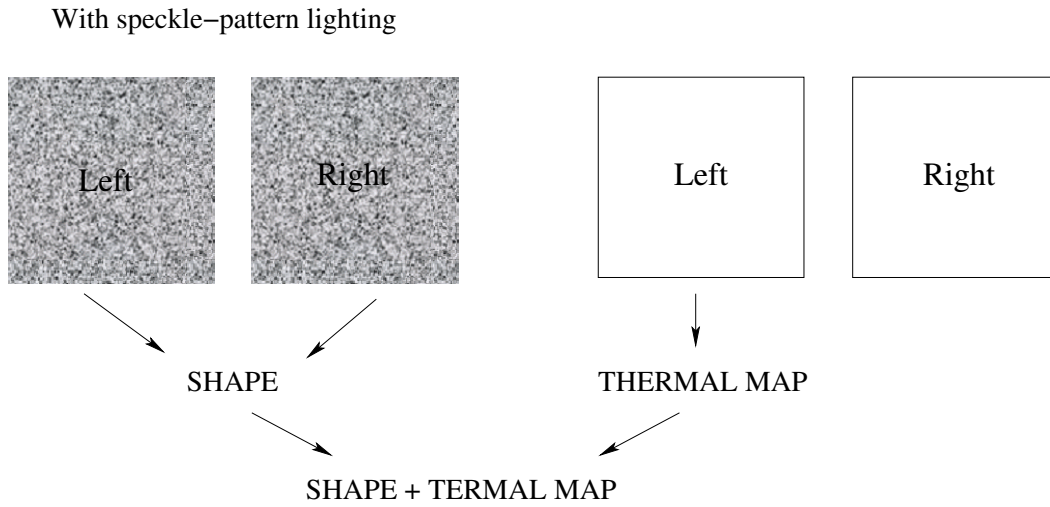 With speckle−pattern lighting
Left
Right
Left
Right
SHAPE
THERMAL MAP
SHAPE + TERMAL MAP